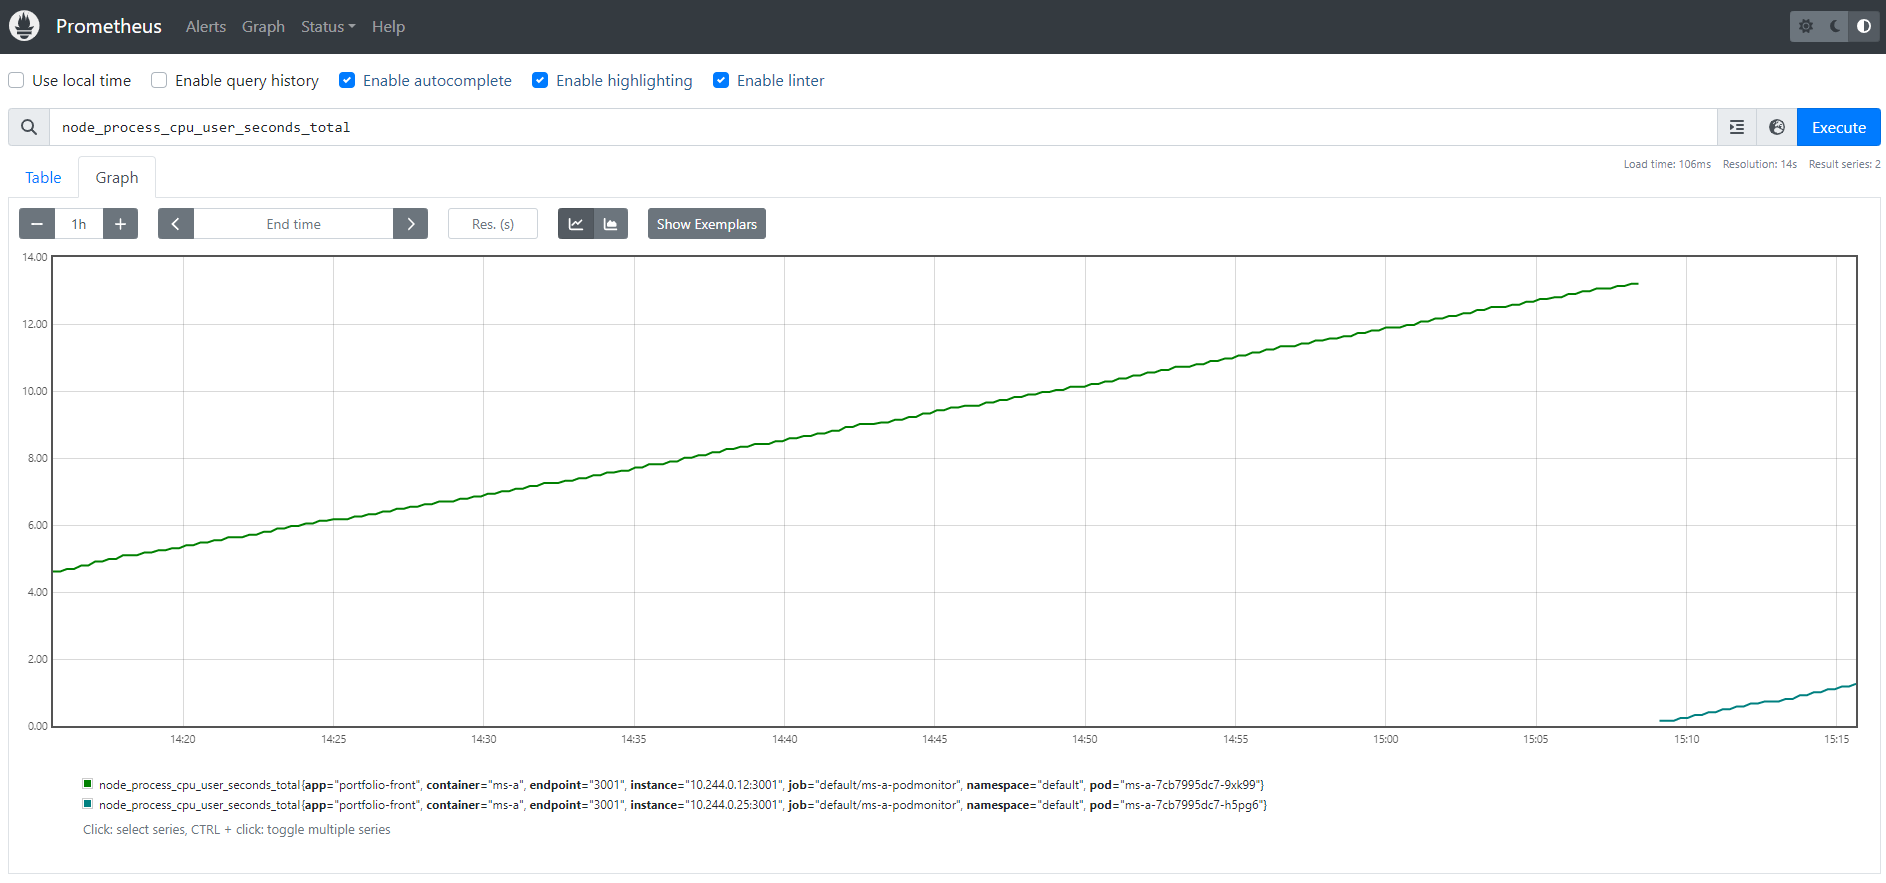 Prometheus Alerts Graph Status Help
Use local time Enable query history Enable autocomplete Enable highlighting Enable linter
node_process_cpu_user_seconds_total Execute
Load time: 106ms Resolution: 14s Result series: 2
Table Graph
1h End time Res. (s) Show Exemplars
14.00
12.00
10.00
8.00
6.00
4.00
2.00
0.00
14:20 14:25 14:30 14:35 14:40 14:45 14:50 14:55 15:00 15:05 15:10 15:15
node_process_cpu_user_seconds_total{app="portfolio-front", container="ms-a", endpoint="3001", instance="10.244.0.12:3001", job="default/ms-a-podmonitor", namespace="default", pod="ms-a-7cb7995dc7-9xk99"}
node_process_cpu_user_seconds_total{app="portfolio-front", container="ms-a", endpoint="3001", instance="10.244.0.25:3001", job="default/ms-a-podmonitor", namespace="default", pod="ms-a-7cb7995dc7-h5pg6"}
Click: select series, CTRL + click: toggle multiple series